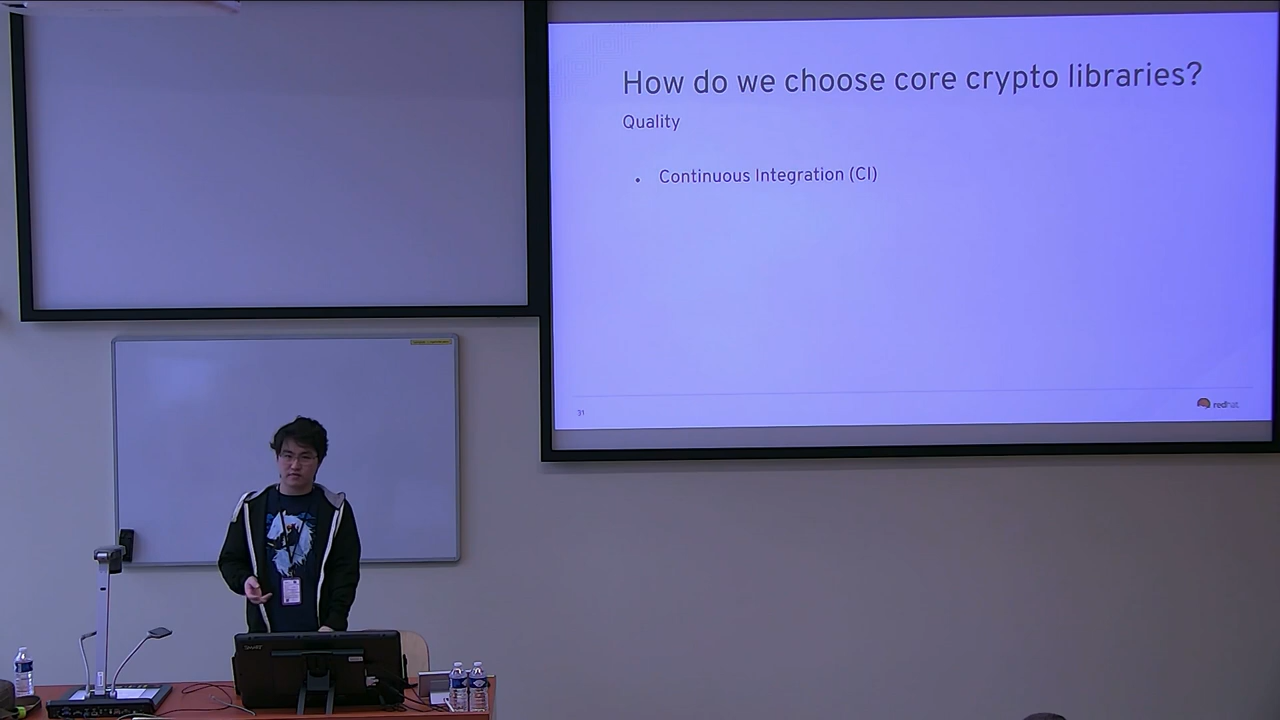 How do we choose core crypto libraries?
Quality
• Continuous Integration (CI)
31
redhat